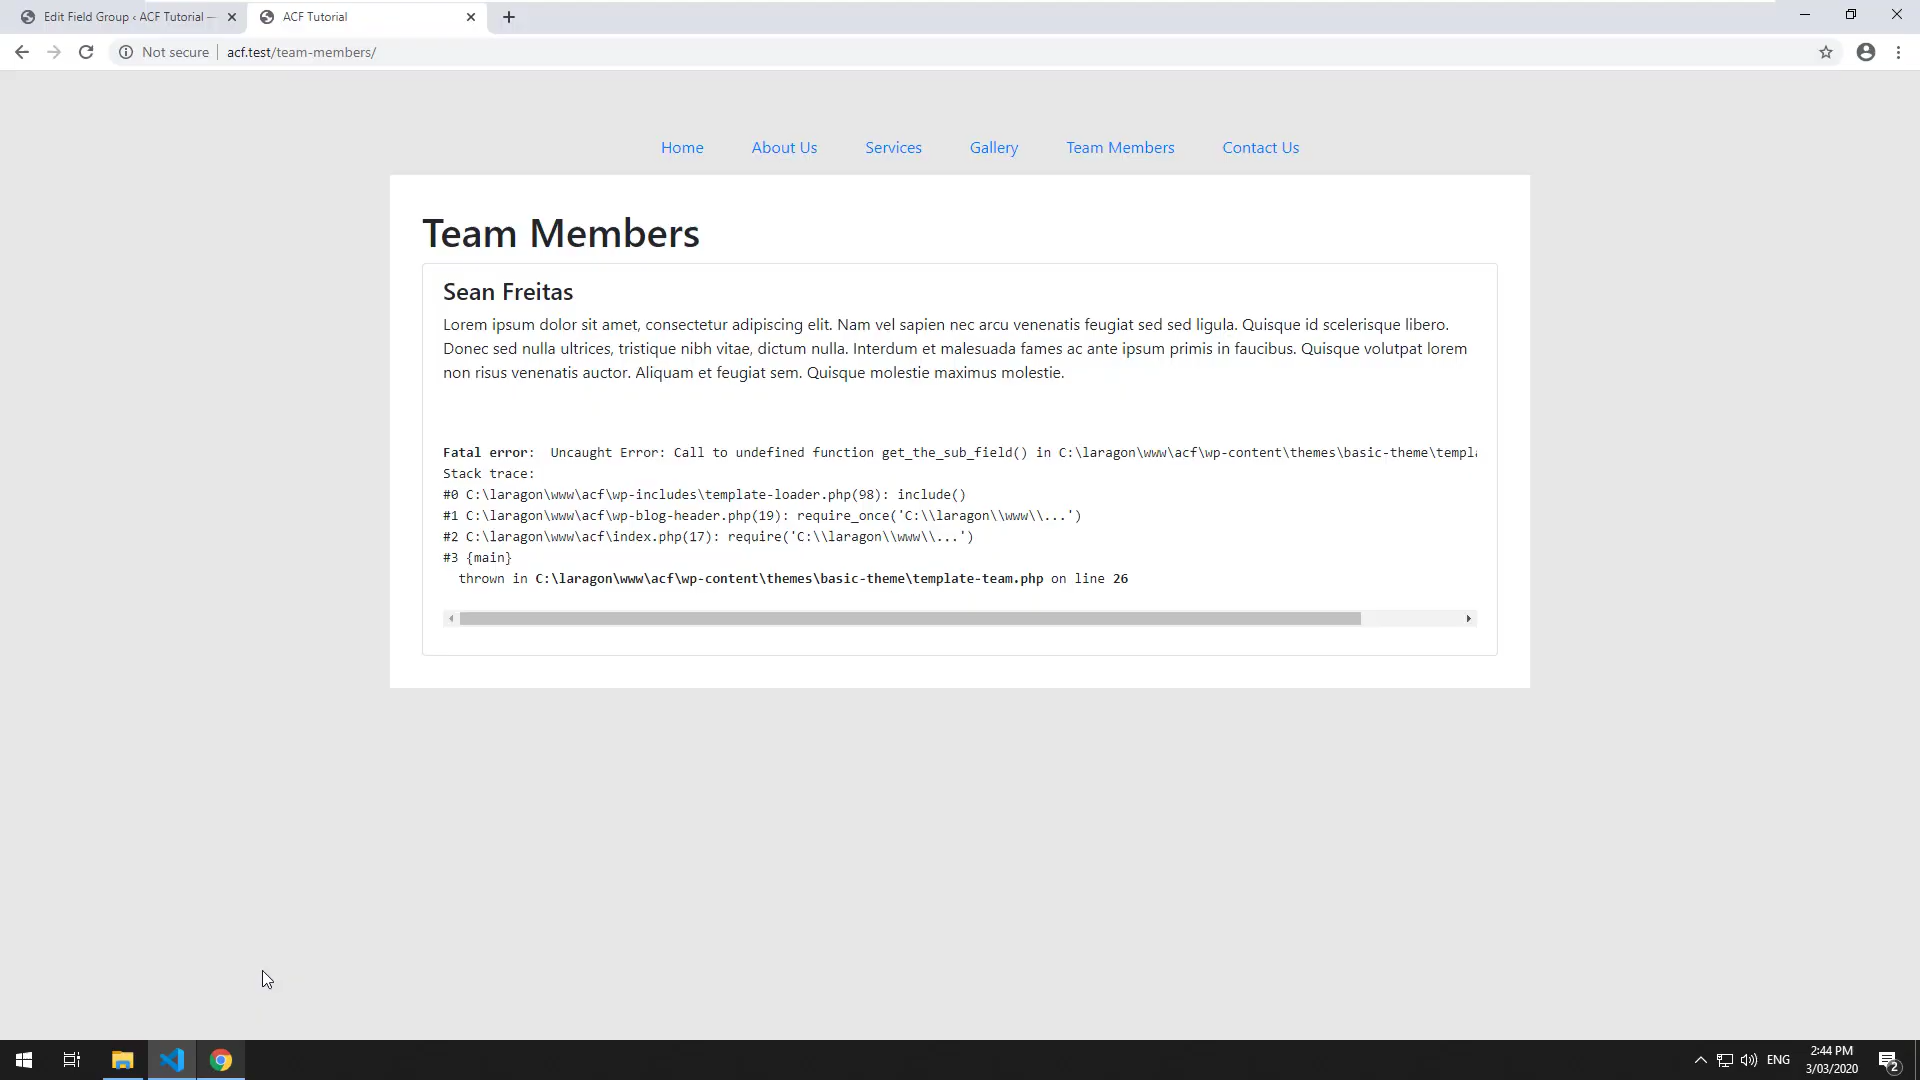 Edit Field Group ‹ ACF Tutorial —
ACF Tutorial
Not secure
acf.test/team-members/
Home
About Us
Services
Gallery
Team Members
Contact Us
Team Members
Sean Freitas
Lorem ipsum dolor sit amet, consectetur adipiscing elit. Nam vel sapien nec arcu venenatis feugiat sed sed ligula. Quisque id scelerisque libero.
Donec sed nulla ultrices, tristique nibh vitae, dictum nulla. Interdum et malesuada fames ac ante ipsum primis in faucibus. Quisque volutpat lorem
non risus venenatis auctor. Aliquam et feugiat sem. Quisque molestie maximus molestie.
Fatal error:  Uncaught Error: Call to undefined function get_the_sub_field() in C:\laragon\www\acf\wp-content\themes\basic-theme\templa
Stack trace:
#0 C:\laragon\www\acf\wp-includes\template-loader.php(98): include()
#1 C:\laragon\www\acf\wp-blog-header.php(19): require_once('C:\\laragon\\www\\...')
#2 C:\laragon\www\acf\index.php(17): require('C:\\laragon\\www\\...')
#3 {main}
thrown in C:\laragon\www\acf\wp-content\themes\basic-theme\template-team.php on line 26
ENG
2:44 PM
3/03/2020
2